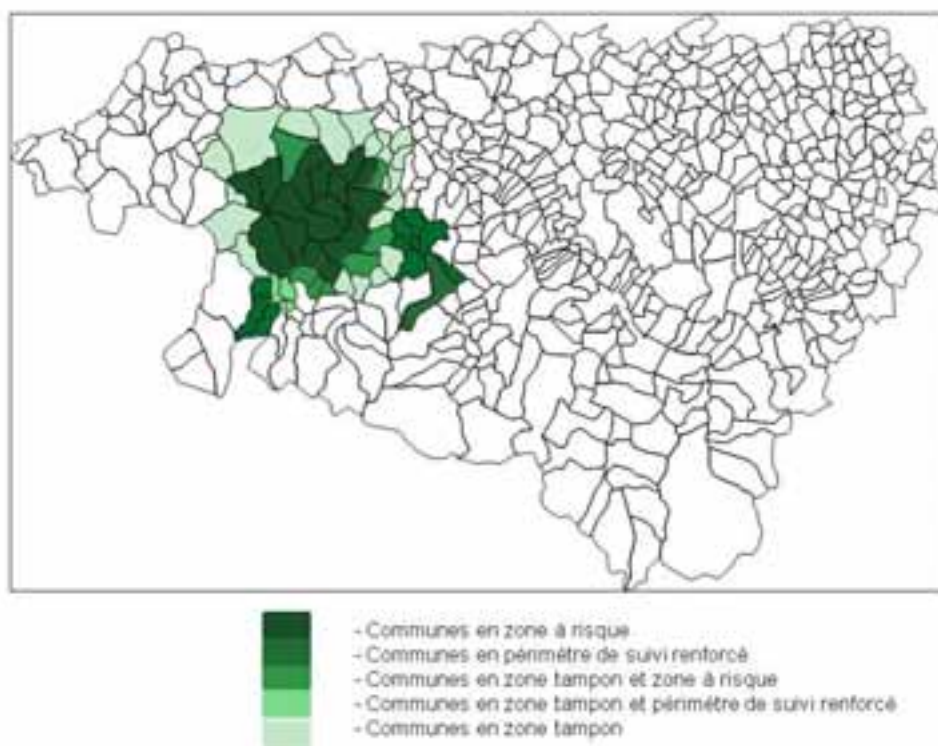 - Communes en zone à risque
- Communes en périmètre de suivi renforcé
- Communes en zone tampon et zone à risque
- Communes en zone tampon et périmètre de suivi renforcé
- Communes en zone tampon